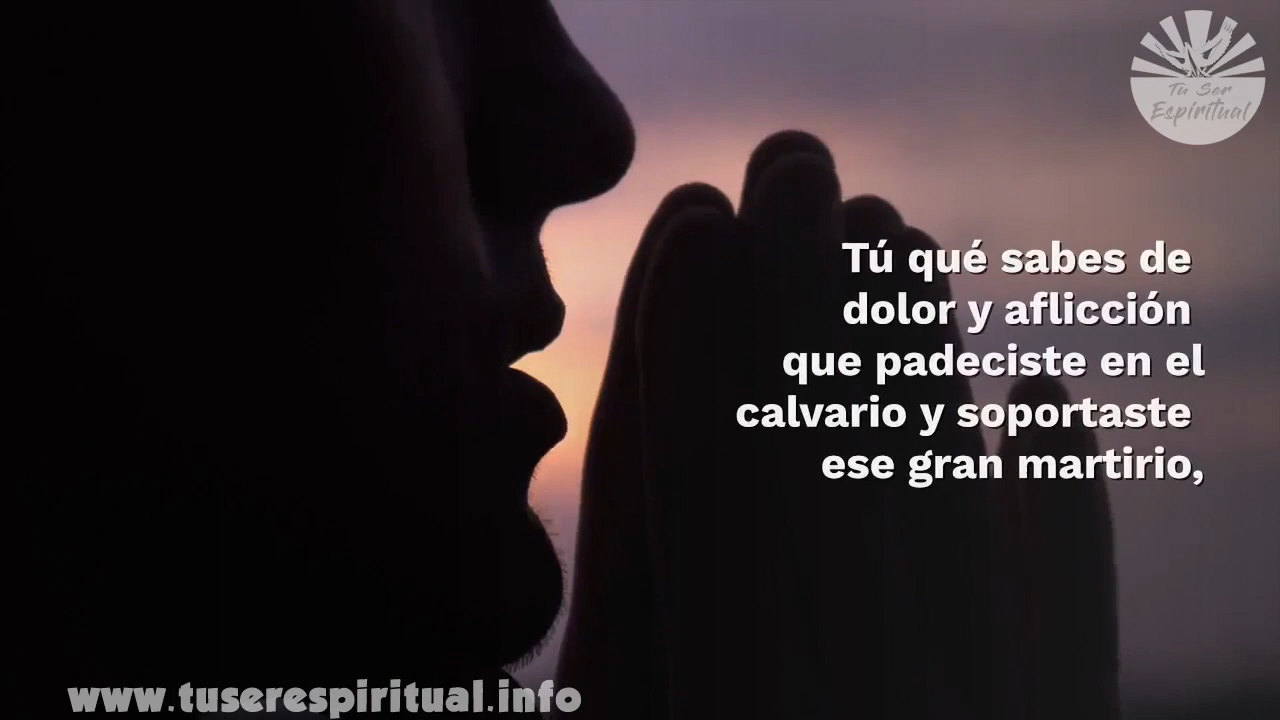 Tu Ser
Espiritual
Tú qué sabes de
dolor y aflicción
que padeciste en el
calvario y soportaste
ese gran martirio,
www.tuserespiritual.info